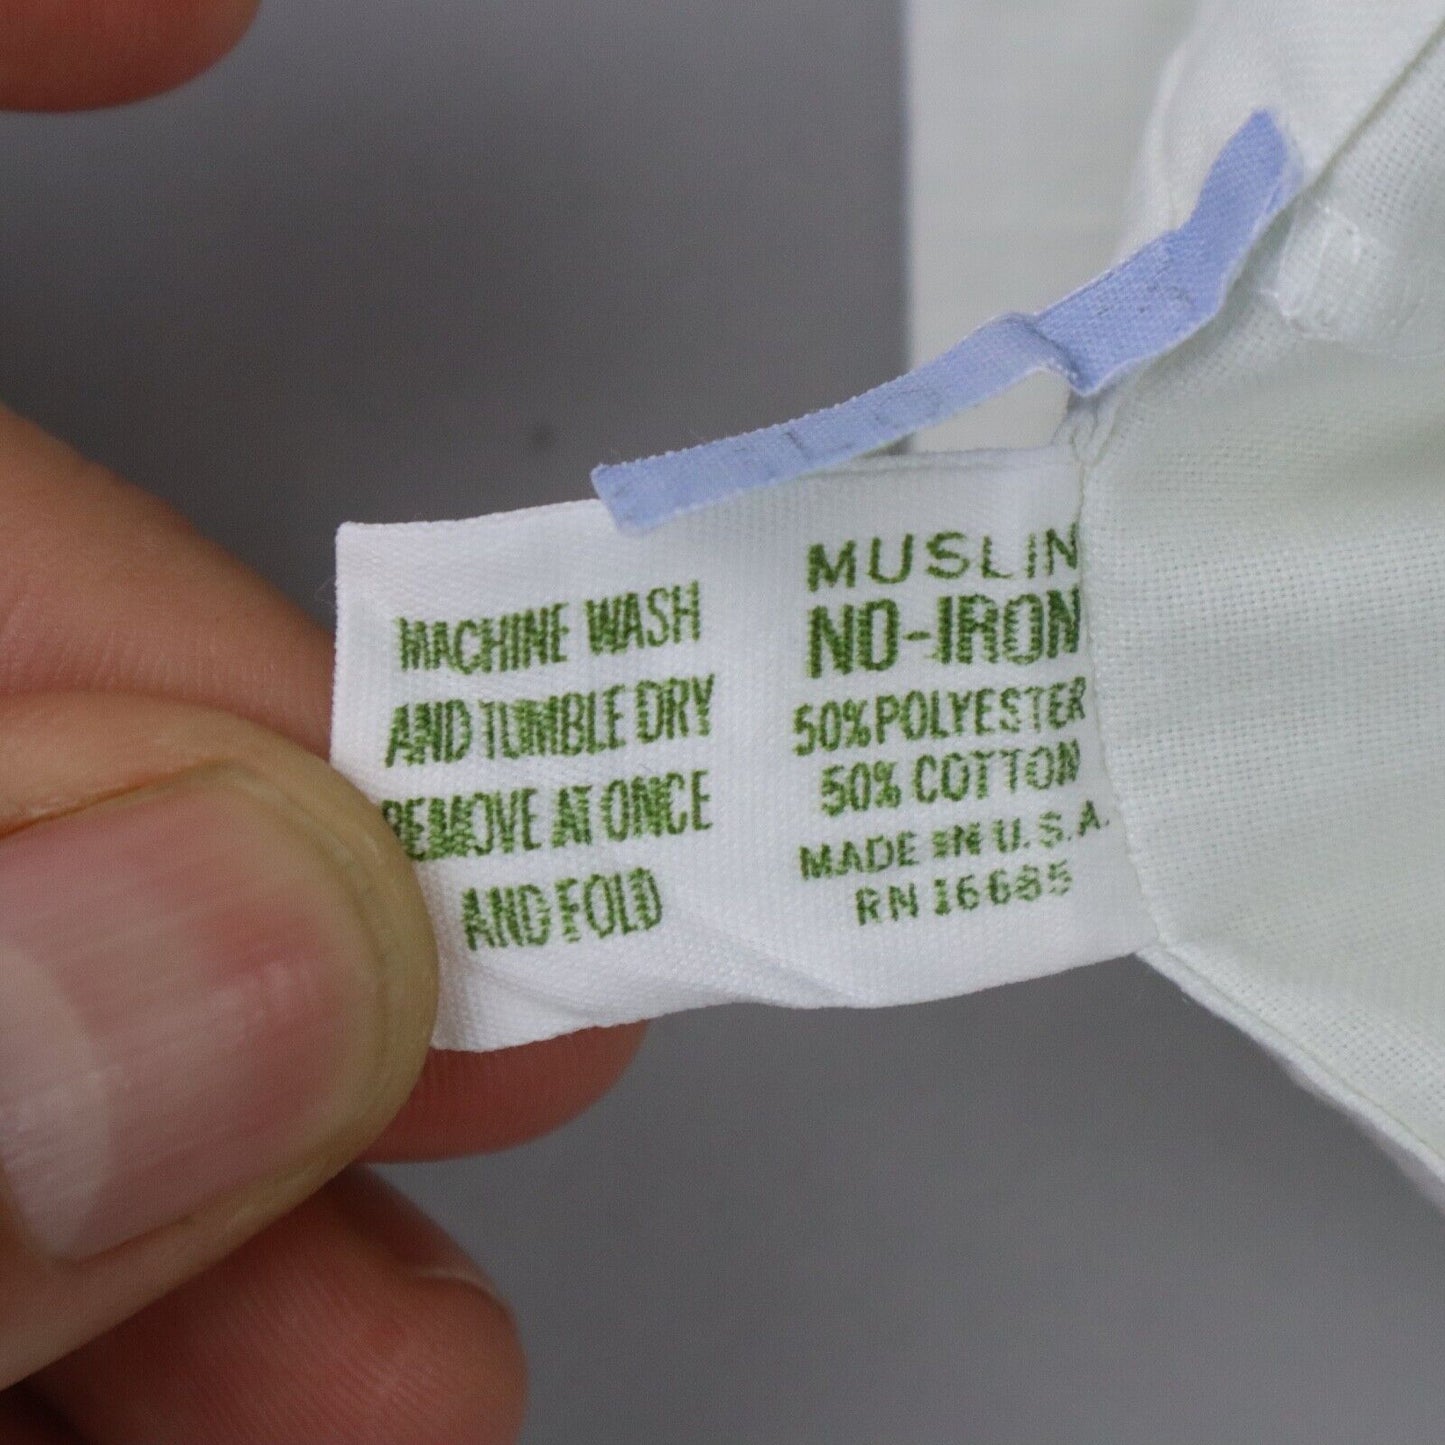 MACHINE WASH
AND TUMBLE DRY
REMOVE AT ONCE
AND FOLD
MUSLIN
NO-IRON
50% POLYESTER
50% COTTON
MADE IN U.S.A.
RN 16685